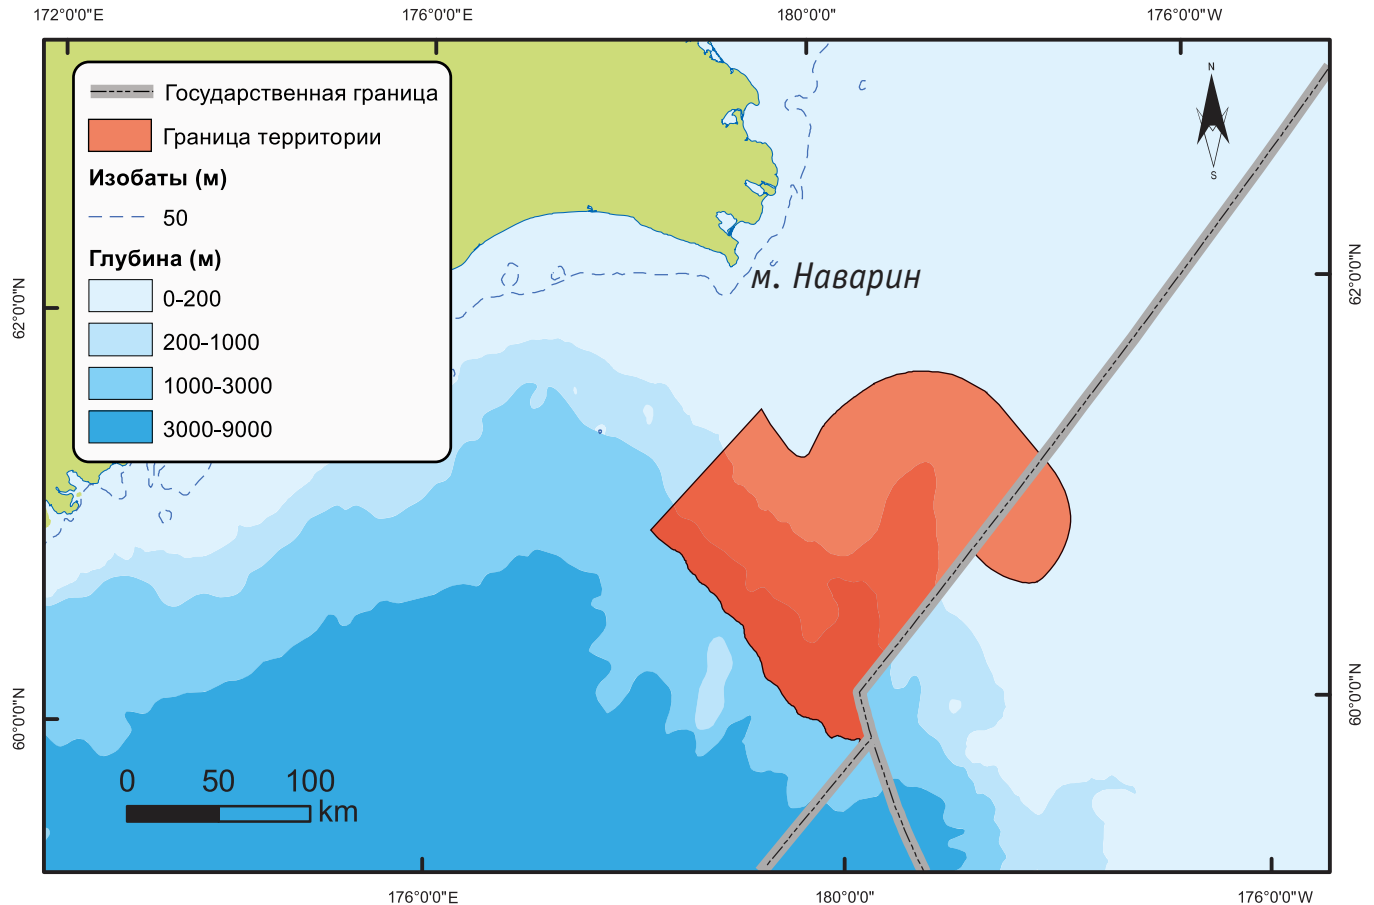 172°0'0"E
176°0'0"E
180°0'0"
176°0'0"W
N
S
Государственная граница
Граница территории
Изобаты (м)
50
Глубина (м)
0-200
200-1000
1000-3000
3000-9000
м. Наварин
62°0'0"N
62°0'0"N
60°0'0"N
60°0'0"N
0 50 100
km
176°0'0"E
180°0'0"
176°0'0"W